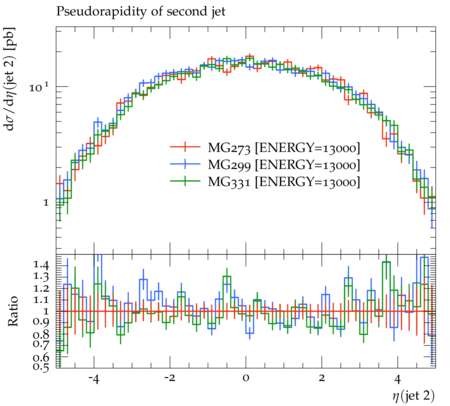 Pseudorapidity of second jet
dσ/dη(jet 2) [pb]
10¹
1
MG273 [ENERGY=13000]
MG299 [ENERGY=13000]
MG331 [ENERGY=13000]
Ratio
1.4
1.3
1.2
1.1
1
0.9
0.8
0.7
0.6
0.5
-4 -2 0 2 4
η(jet 2)